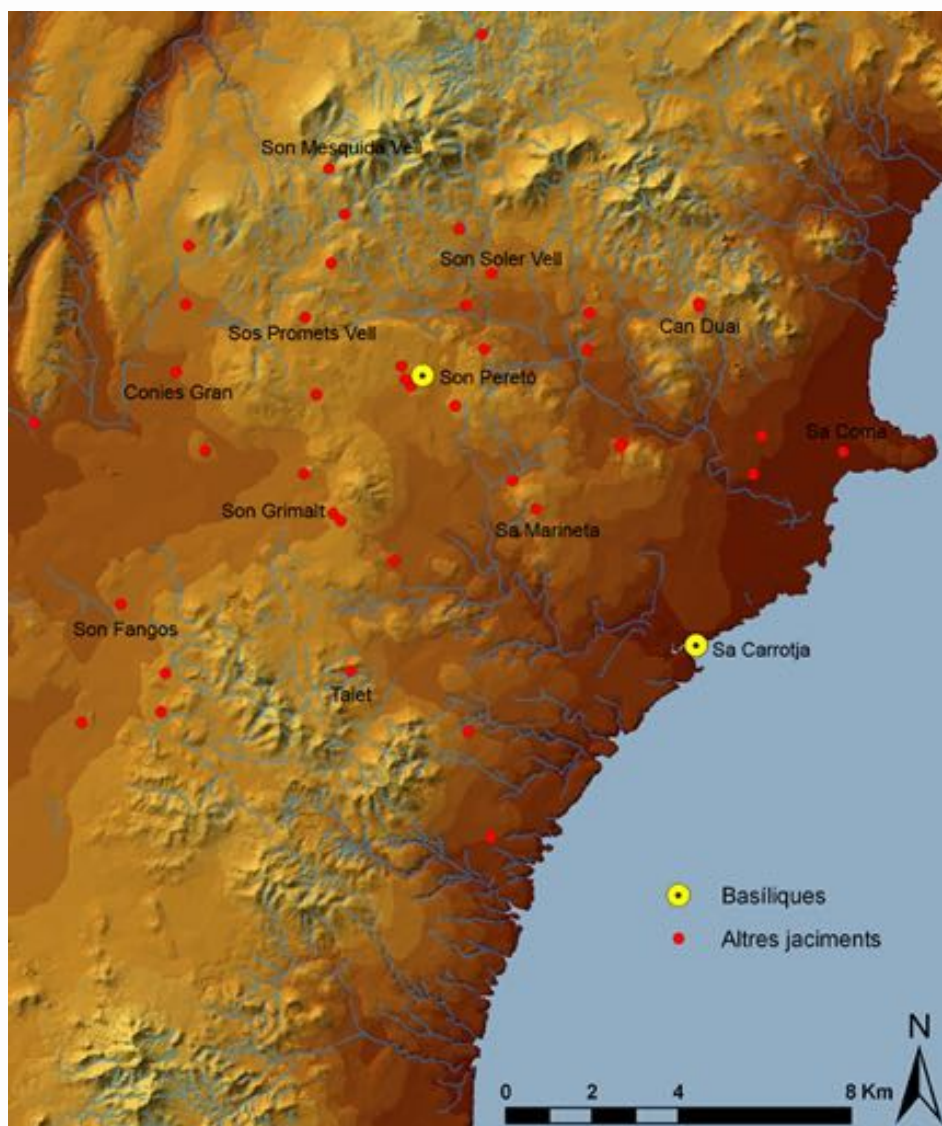 Son Mesquida Vell
Son Soler Vell
Sos Promets Vell
Can Duai
Conies Gran
Son Peretó
Sa Coma
Son Grimalt
Sa Marineta
Son Fangos
Sa Carrotja
Talet
Basíliques
Altres jaciments
N
0 2 4 8 Km